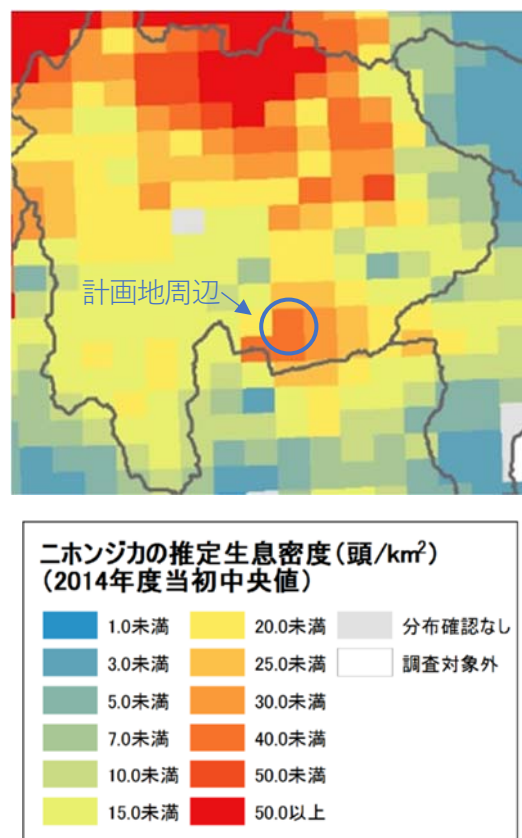 計画地周辺
ニホンジカの推定生息密度(頭/km²)
(2014年度当初中央値)
1.0未満
3.0未満
5.0未満
7.0未満
10.0未満
15.0未満
20.0未満
25.0未満
30.0未満
40.0未満
50.0未満
50.0以上
分布確認なし
調査対象外